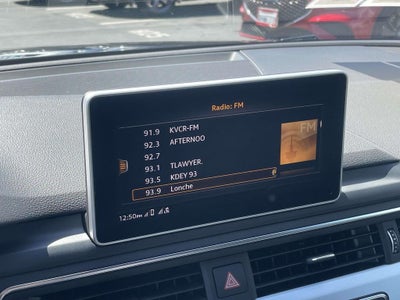 Radio: FM
91.9 KVCR-FM
92.3 AFTERNOO
92.7
93.1 TLAWYER.
93.5 KDEY 93
93.9 Lonche
FM
12:50